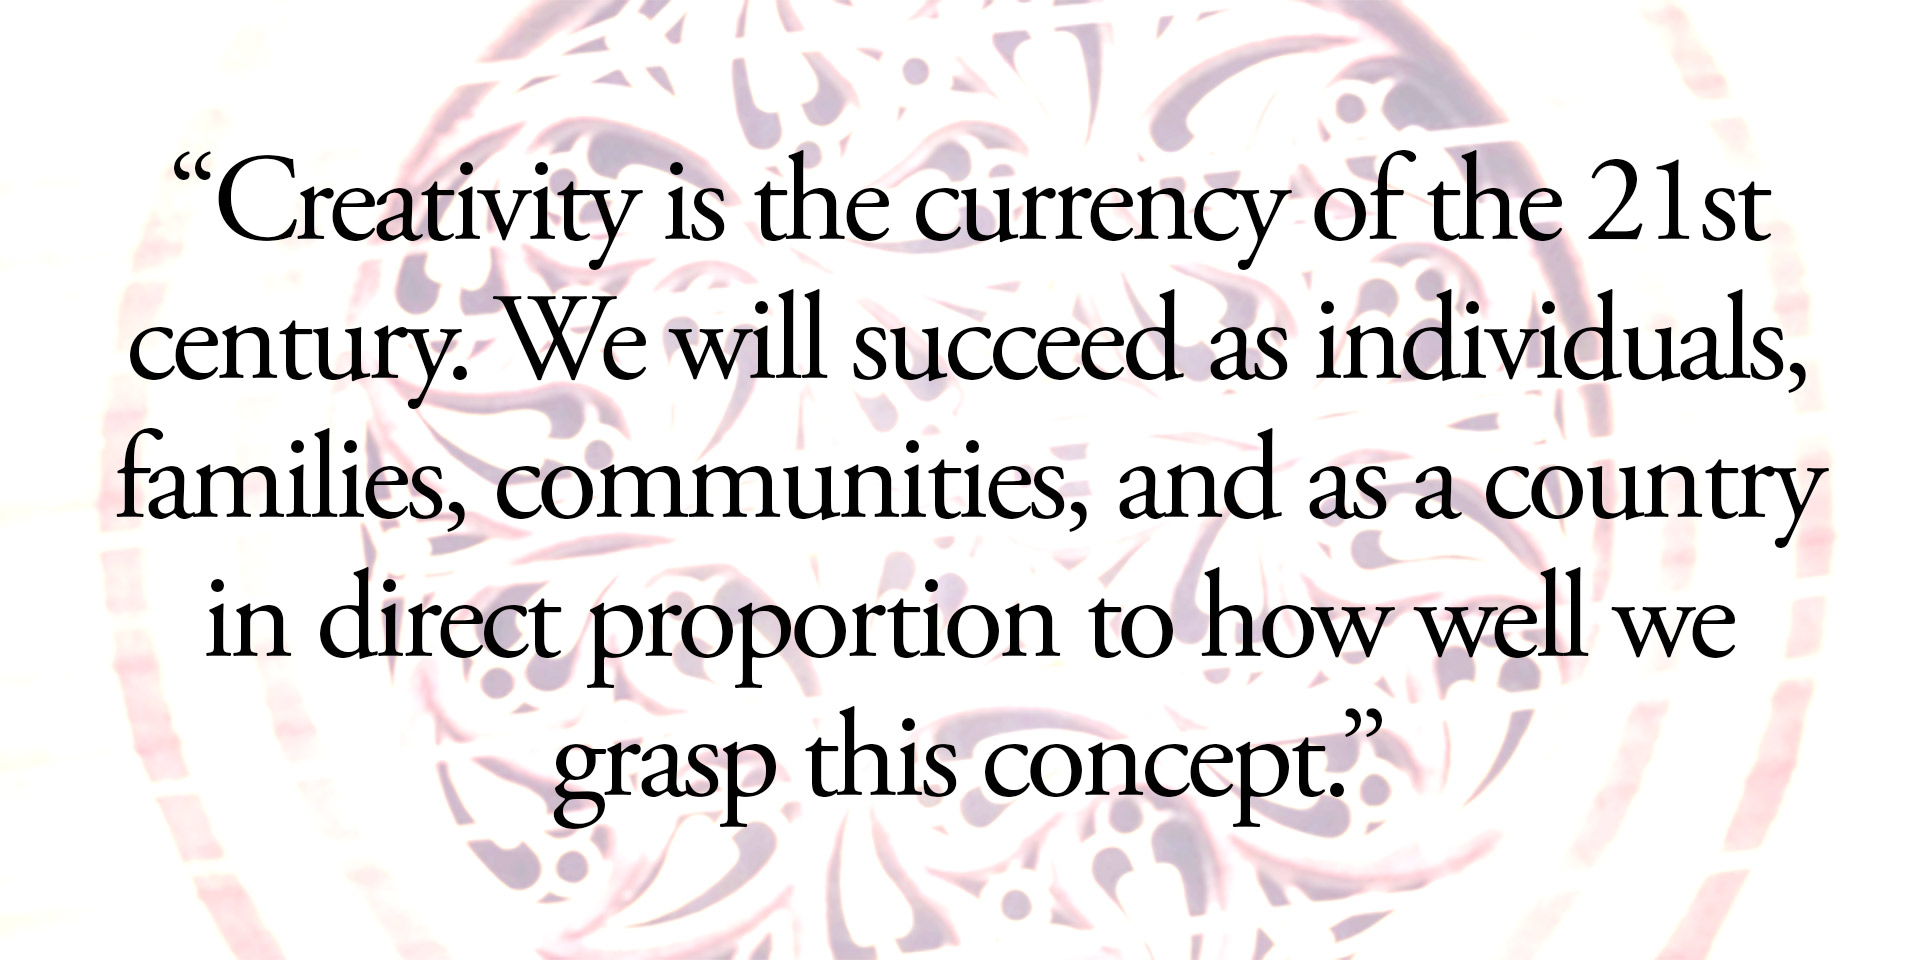 “Creativity is the currency of the 21st
century. We will succeed as individuals,
families, communities, and as a country
in direct proportion to how well we
grasp this concept.”